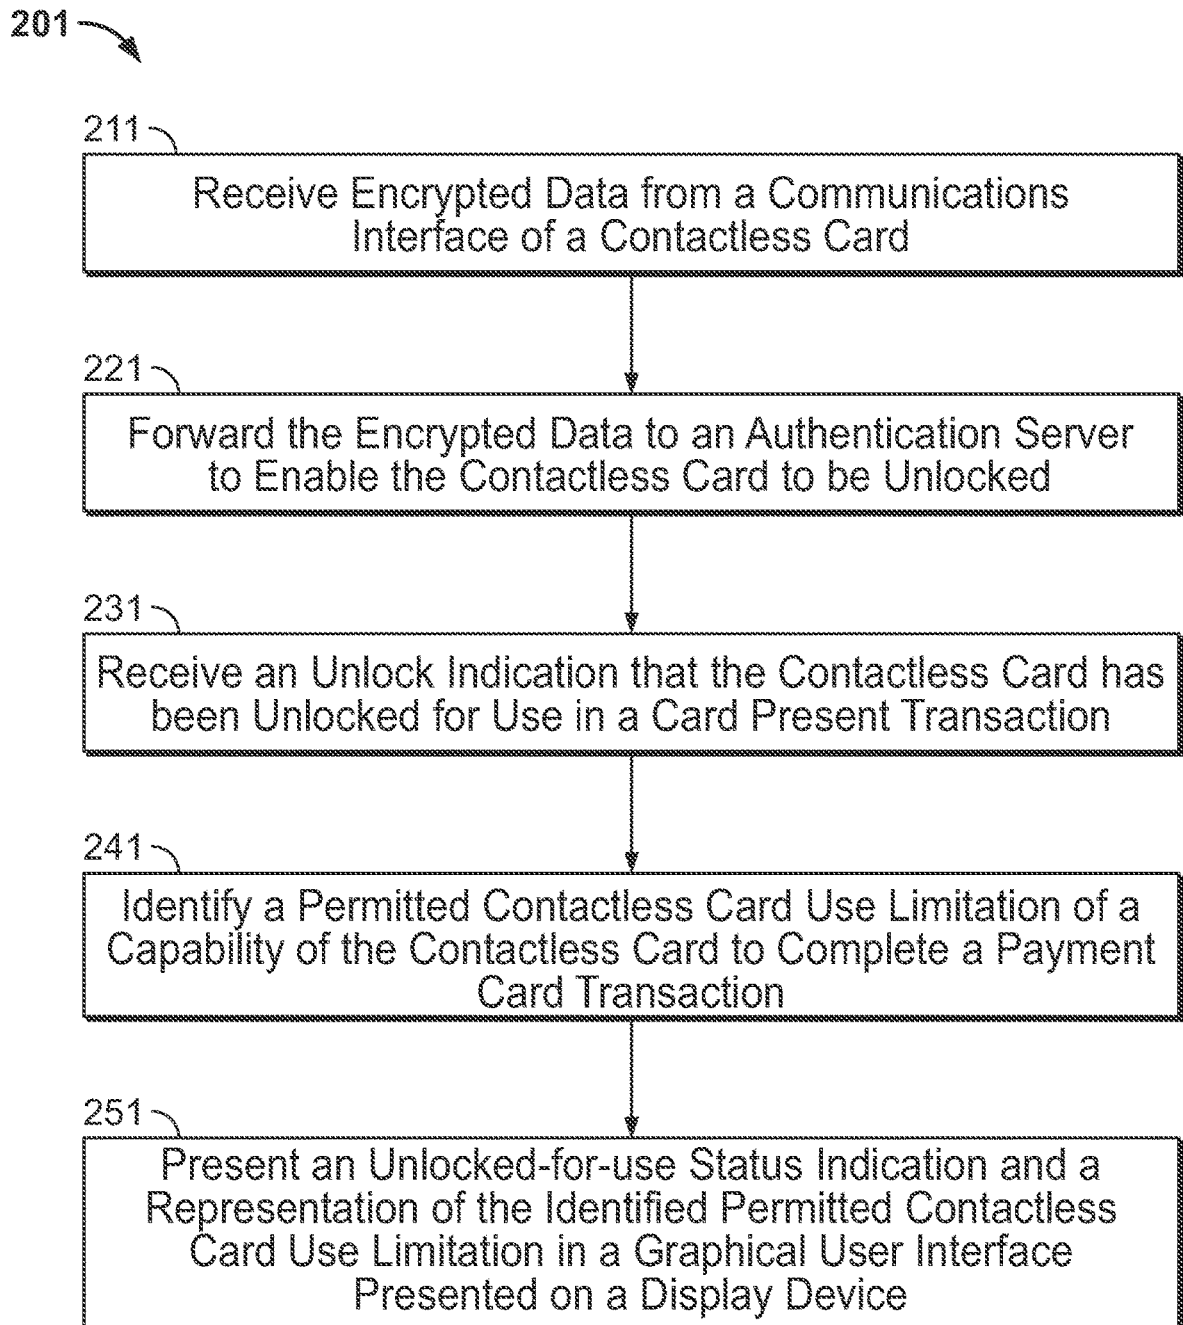 201
211
Receive Encrypted Data from a Communications
Interface of a Contactless Card
221
Forward the Encrypted Data to an Authentication Server
to Enable the Contactless Card to be Unlocked
231
Receive an Unlock Indication that the Contactless Card has
been Unlocked for Use in a Card Present Transaction
241
Identify a Permitted Contactless Card Use Limitation of a
Capability of the Contactless Card to Complete a Payment
Card Transaction
251
Present an Unlocked-for-use Status Indication and a
Representation of the Identified Permitted Contactless
Card Use Limitation in a Graphical User Interface
Presented on a Display Device